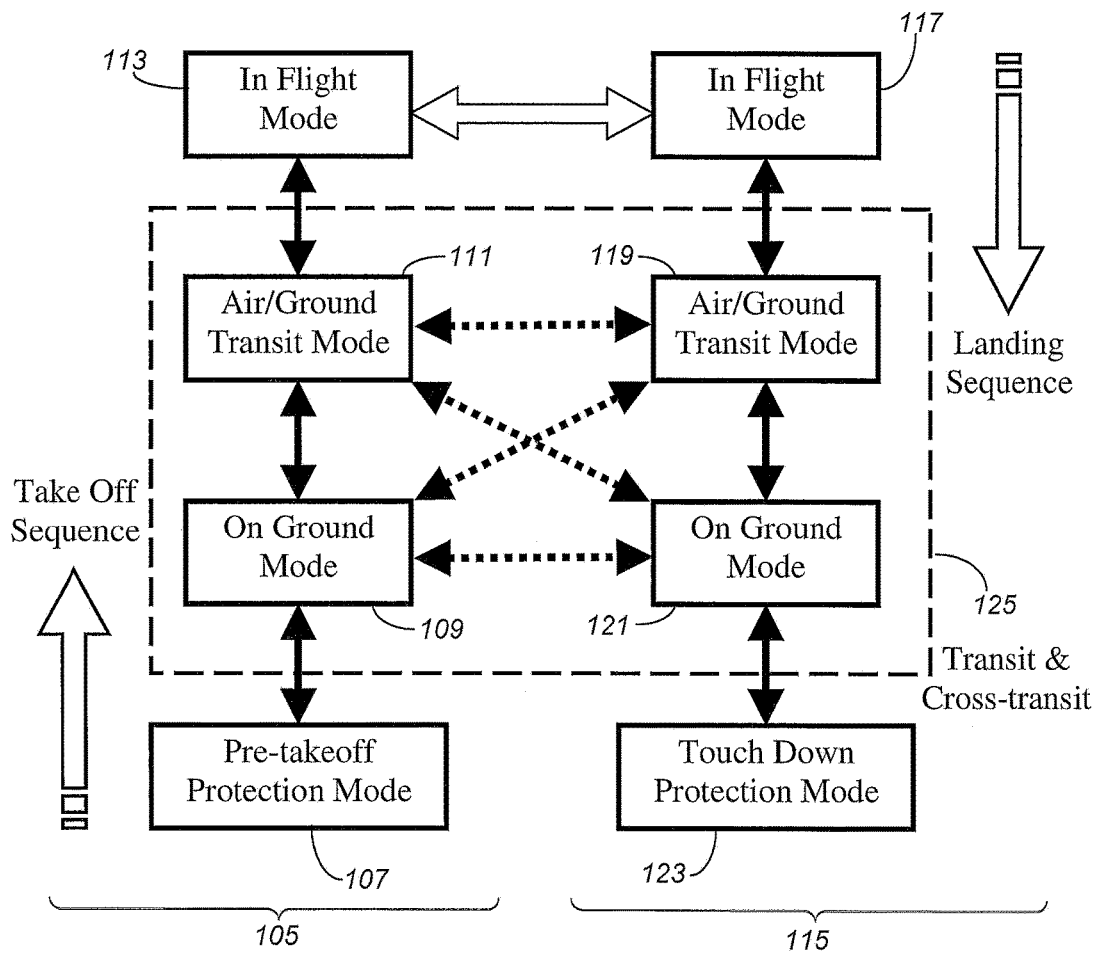 113
In Flight
Mode
In Flight
Mode
117
111
Air/Ground
Transit Mode
119
Air/Ground
Transit Mode
Landing
Sequence
Take Off
Sequence
On Ground
Mode
109
On Ground
Mode
121
125
Transit &
Cross-transit
Pre-takeoff
Protection Mode
107
Touch Down
Protection Mode
123
105
115